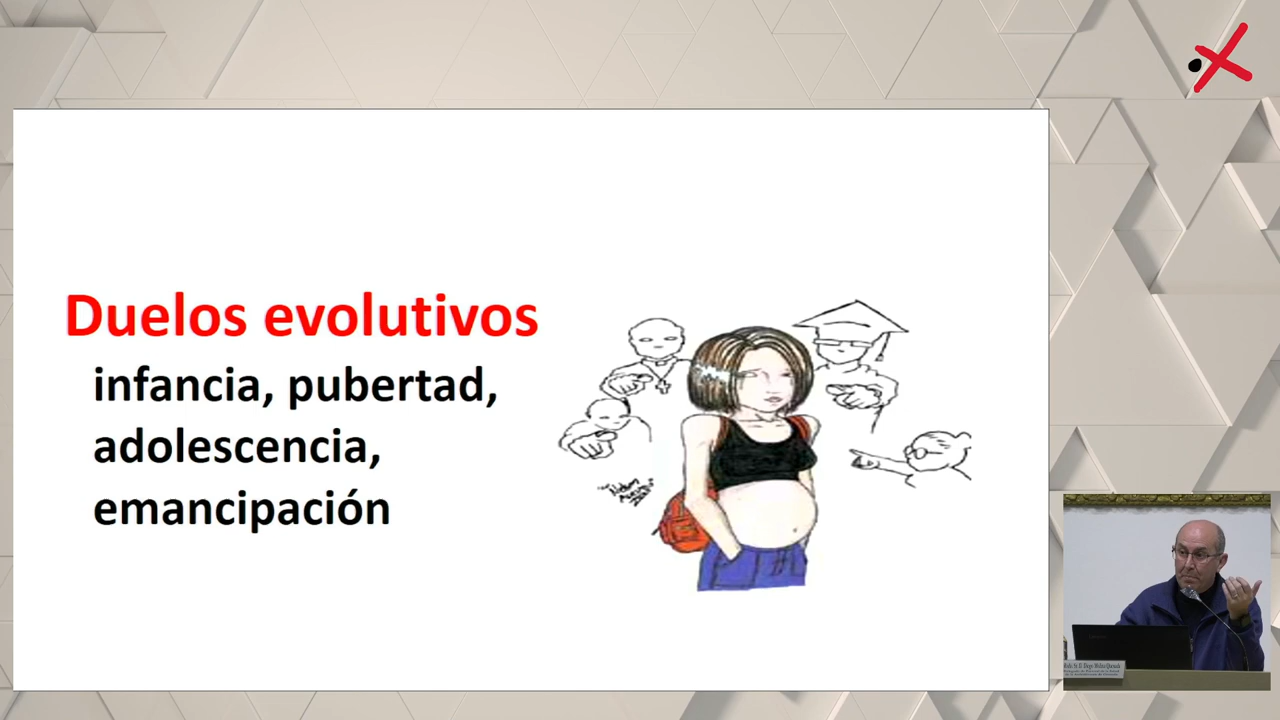 Duelos evolutivos
infancia, pubertad,
adolescencia,
emancipación